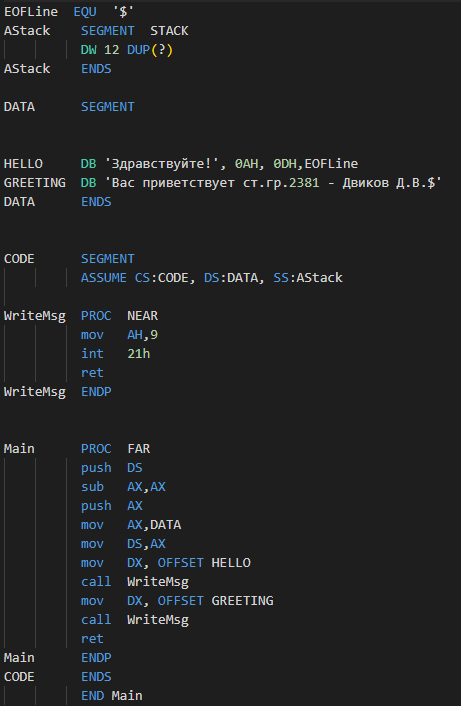 EOFLine  EQU  '$'
AStack    SEGMENT  STACK
          DW 12 DUP(?)
AStack    ENDS
DATA      SEGMENT
HELLO     DB 'Здравствуйте!', 0AH, 0DH,EOFLine
GREETING  DB 'Вас приветствует ст.гр.2381 - Двиков Д.В.$'
DATA      ENDS
CODE      SEGMENT
          ASSUME CS:CODE, DS:DATA, SS:AStack
WriteMsg  PROC  NEAR
          mov   AH,9
          int   21h
          ret
WriteMsg  ENDP
Main      PROC  FAR
          push  DS
          sub   AX,AX
          push  AX
          mov   AX,DATA
          mov   DS,AX
          mov   DX, OFFSET HELLO
          call  WriteMsg
          mov   DX, OFFSET GREETING
          call  WriteMsg
          ret
Main      ENDP
CODE      ENDS
          END Main